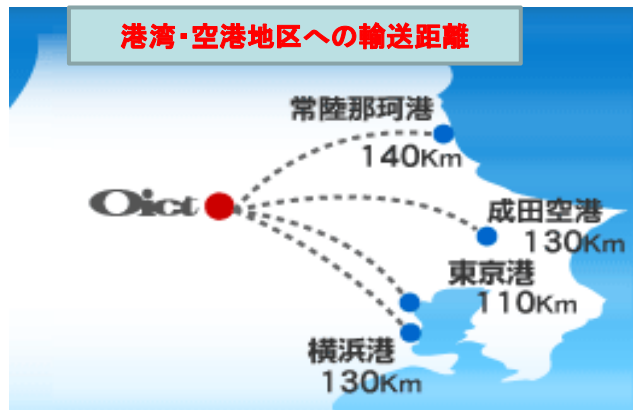 港湾・空港地区への輸送距離
常陸那珂港
140Km
Oict
成田空港
130Km
東京港
110Km
横浜港
130Km